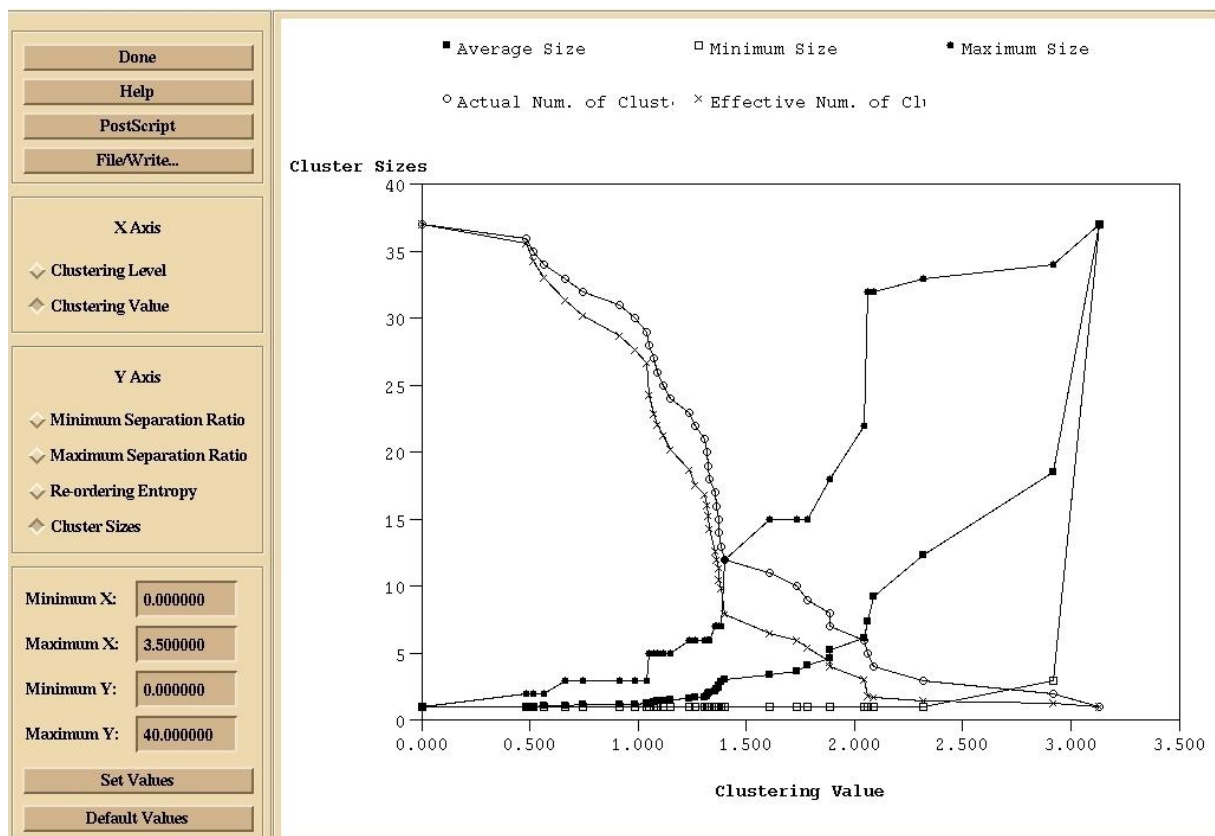 Done
Help
PostScript
File/Write...
X Axis
Clustering Level
Clustering Value
Y Axis
Minimum Separation Ratio
Maximum Separation Ratio
Re-ordering Entropy
Cluster Sizes
Minimum X: 0.000000
Maximum X: 3.500000
Minimum Y: 0.000000
Maximum Y: 40.000000
Set Values
Default Values
Average Size Minimum Size Maximum Size
Actual Num. of Clust Effective Num. of Cl
Cluster Sizes
40
35
30
25
20
15
10
5
0
0.000 0.500 1.000 1.500 2.000 2.500 3.000 3.500
Clustering Value